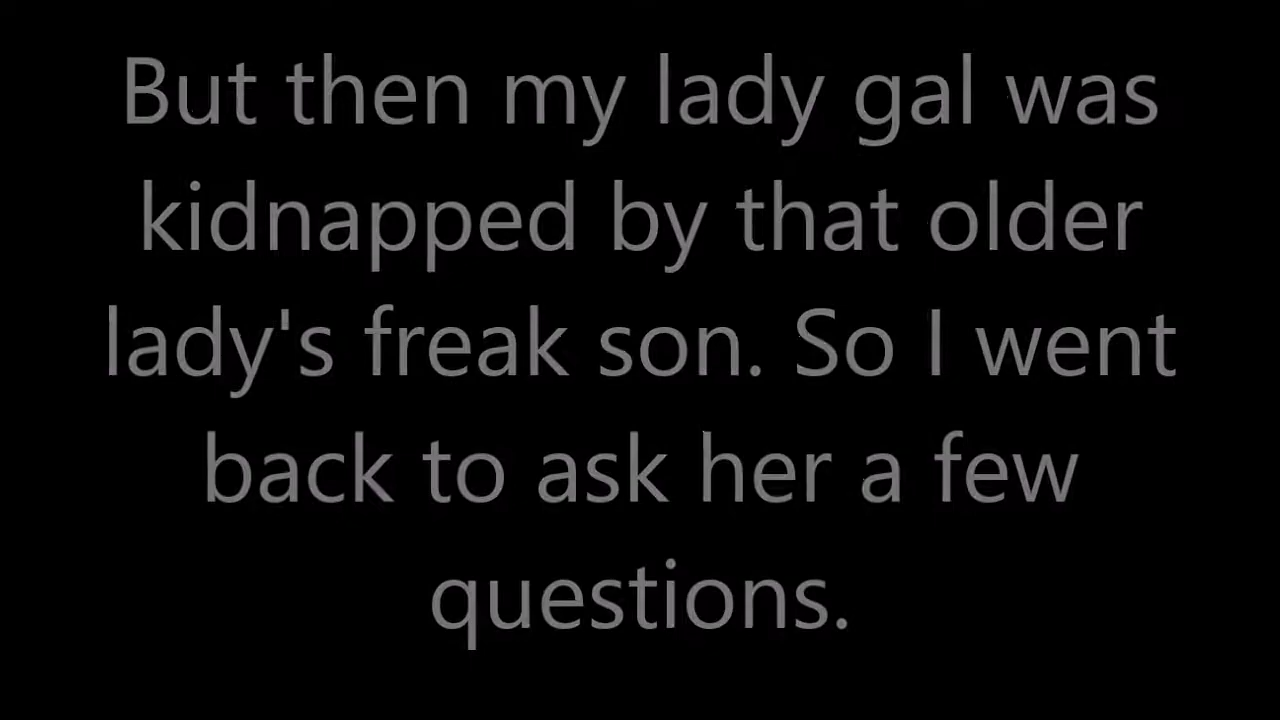 But then my lady gal was
kidnapped by that older
lady's freak son. So I went
back to ask her a few
questions.